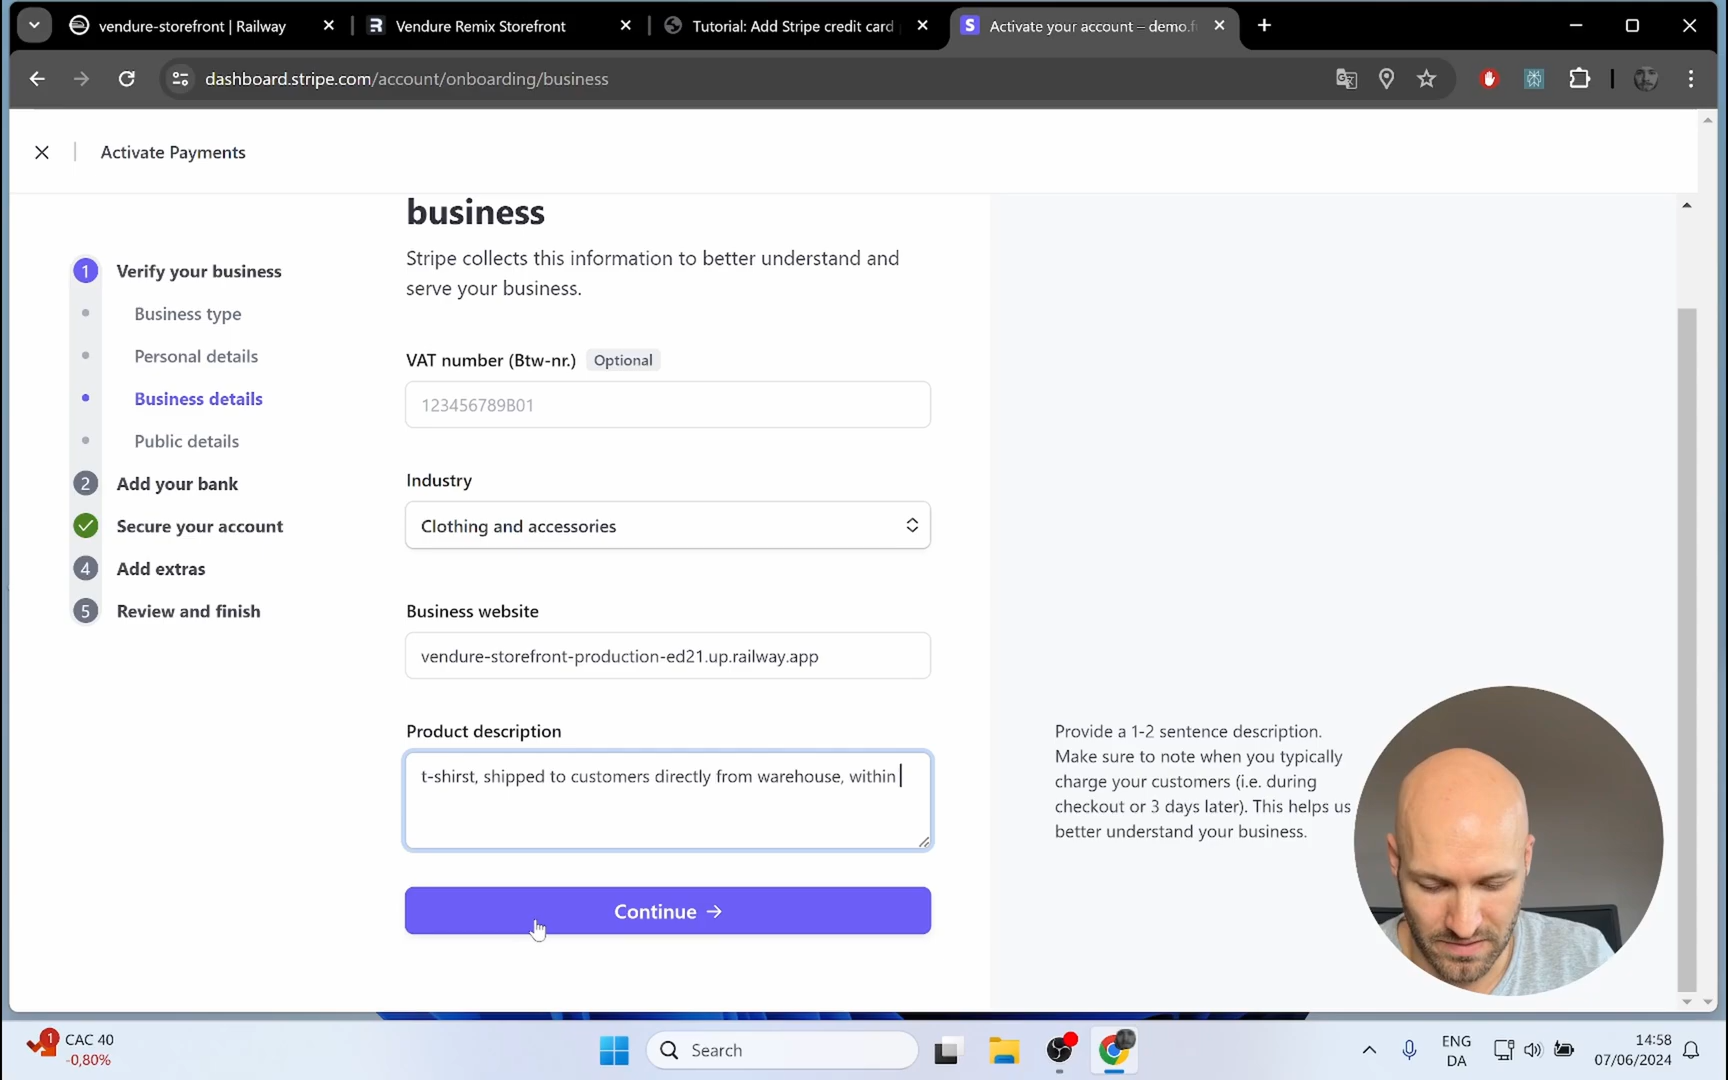 vendure-storefront | Railway
Vendure Remix Storefront
Tutorial: Add Stripe credit card
Activate your account – demo.f
dashboard.stripe.com/account/onboarding/business
Activate Payments
1 Verify your business
Business type
Personal details
Business details
Public details
2 Add your bank
Secure your account
4 Add extras
5 Review and finish
business
Stripe collects this information to better understand and
serve your business.
VAT number (Btw-nr.) Optional
123456789B01
Industry
Clothing and accessories
Business website
vendure-storefront-production-ed21.up.railway.app
Product description
t-shirst, shipped to customers directly from warehouse, within
Continue →
Provide a 1-2 sentence description.
Make sure to note when you typically
charge your customers (i.e. during
checkout or 3 days later). This helps us
better understand your business.
1
CAC 40
-0,80%
Search
ENG
DA
14:58
07/06/2024